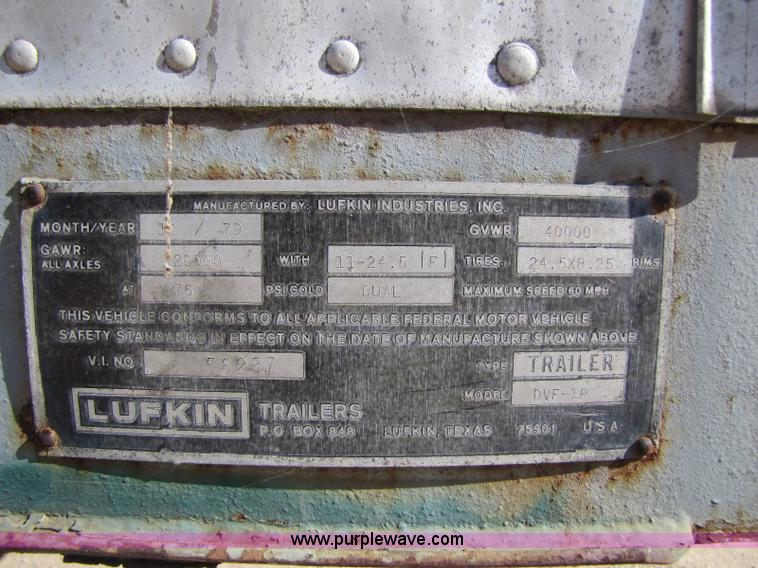 MANUFACTURED BY: LUFKIN INDUSTRIES, INC.
MONTH/YEAR / 79 GVWR 40000
GAWR: ALL AXLES 20000 WITH 11-24.5 (F) TIRES. 24.5X8.25 RIMS
AT 75 PSI COLD DUAL MAXIMUM SPEED 60 MPH.
THIS VEHICLE CONFORMS TO ALL APPLICABLE FEDERAL MOTOR VEHICLE
SAFETY STANDARDS IN EFFECT ON THE DATE OF MANUFACTURE SHOWN ABOVE
V.I. NO. TYPE TRAILER
MODEL
LUFKIN TRAILERS
P.O. BOX 848 LUFKIN, TEXAS 75901 U.S.A
www.purplewave.com